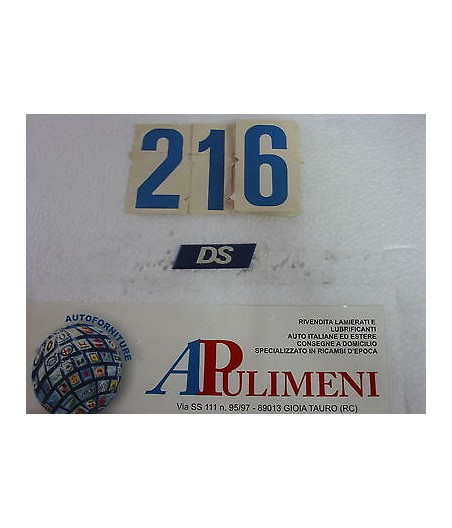 216
DS
AUTOFORNITURE
RIVENDITA LAMIERATI E
LUBRIFICANTI
AUTO ITALIANE ED ESTERE
CONSEGNE A DOMICILIO
SPECIALIZZATO IN RICAMBI D'EPOCA
APULIMENI
Via SS 111 n. 95/97 - 89013 GIOIA TAURO (RC)